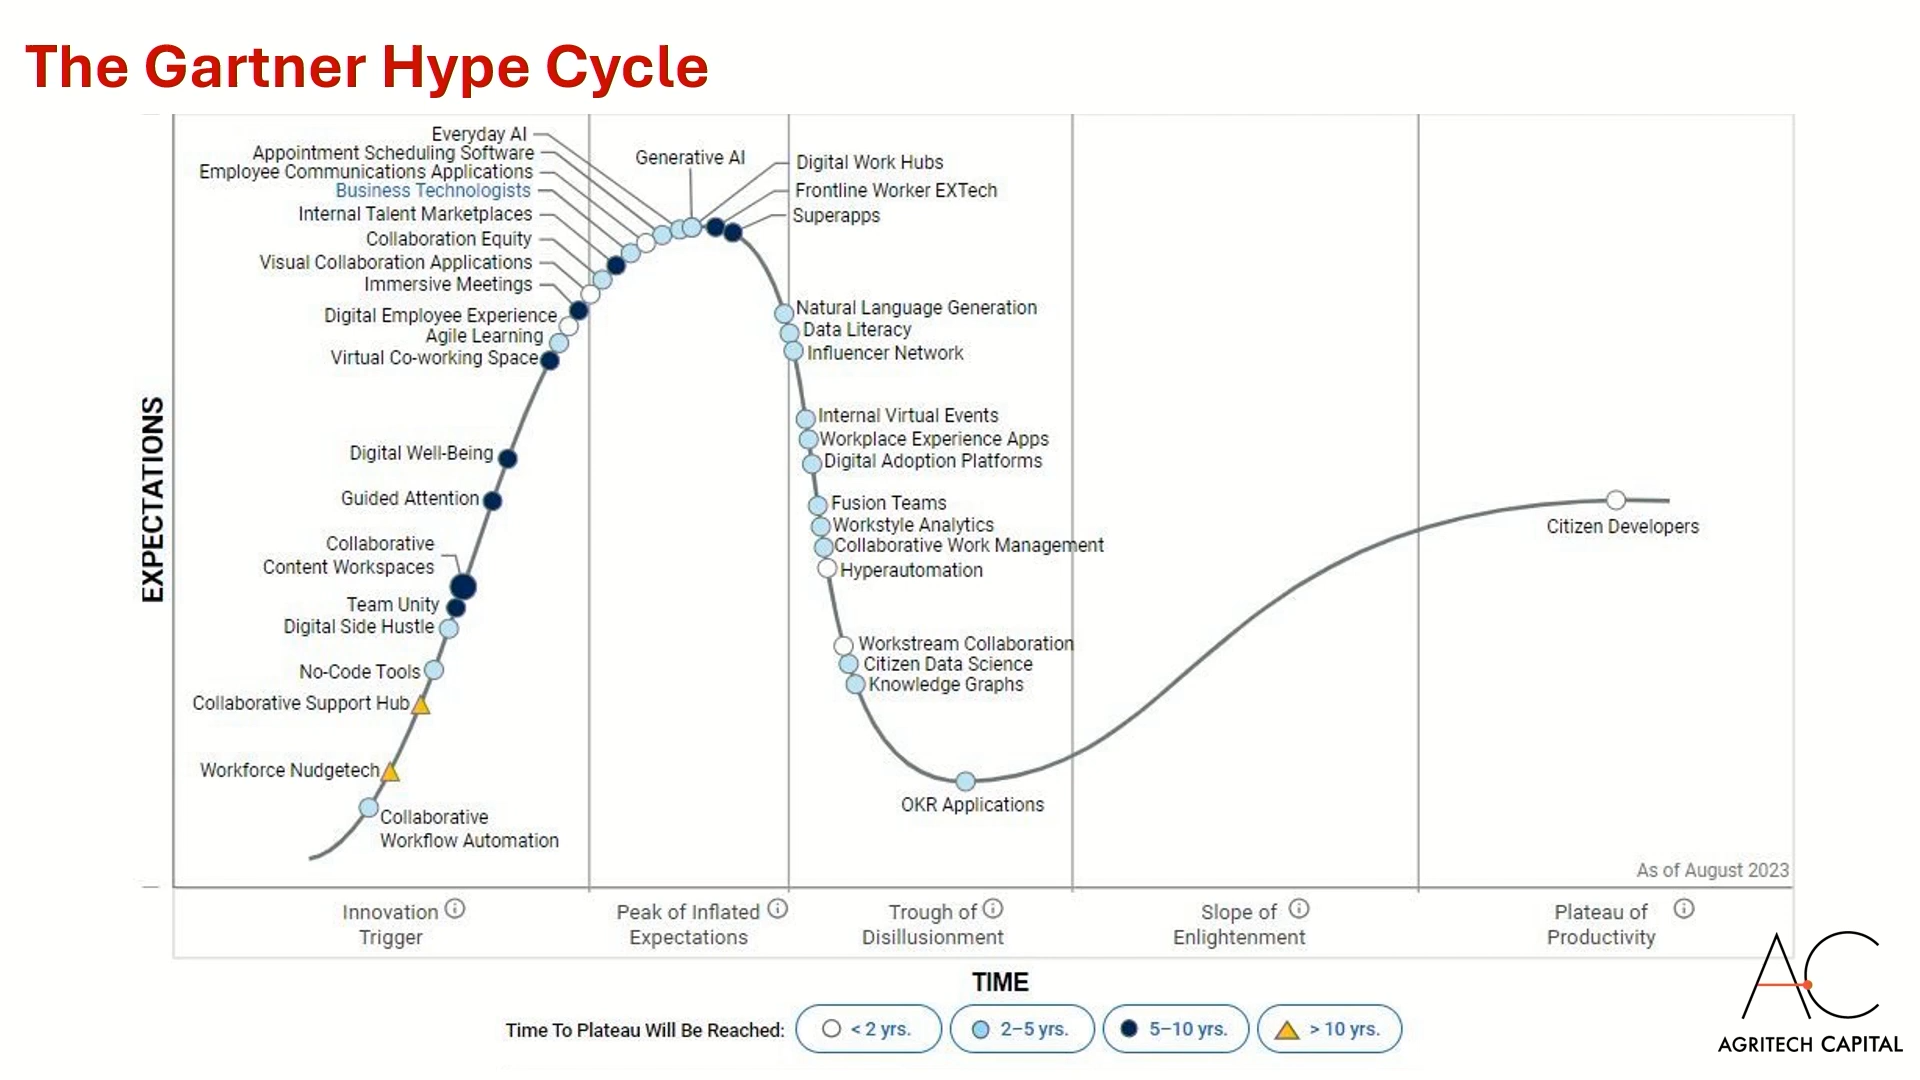 The Gartner Hype Cycle
Everyday AI
Appointment Scheduling Software
Employee Communications Applications
Business Technologists
Internal Talent Marketplaces
Collaboration Equity
Visual Collaboration Applications
Immersive Meetings
Digital Employee Experience
Agile Learning
Virtual Co-working Space
Digital Well-Being
Guided Attention
Collaborative
Content Workspaces
Team Unity
Digital Side Hustle
No-Code Tools
Collaborative Support Hub
Workforce Nudgetech
Collaborative
Workflow Automation
Generative AI
Digital Work Hubs
Frontline Worker EXTech
Superapps
Natural Language Generation
Data Literacy
Influencer Network
Internal Virtual Events
Workplace Experience Apps
Digital Adoption Platforms
Fusion Teams
Workstyle Analytics
Collaborative Work Management
Hyperautomation
Workstream Collaboration
Citizen Data Science
Knowledge Graphs
OKR Applications
Citizen Developers
EXPECTATIONS
As of August 2023
Innovation
Trigger
Peak of Inflated
Expectations
Trough of
Disillusionment
Slope of
Enlightenment
Plateau of
Productivity
TIME
Time To Plateau Will Be Reached:
< 2 yrs.
2–5 yrs.
5–10 yrs.
> 10 yrs.
AC
AGRITECH CAPITAL